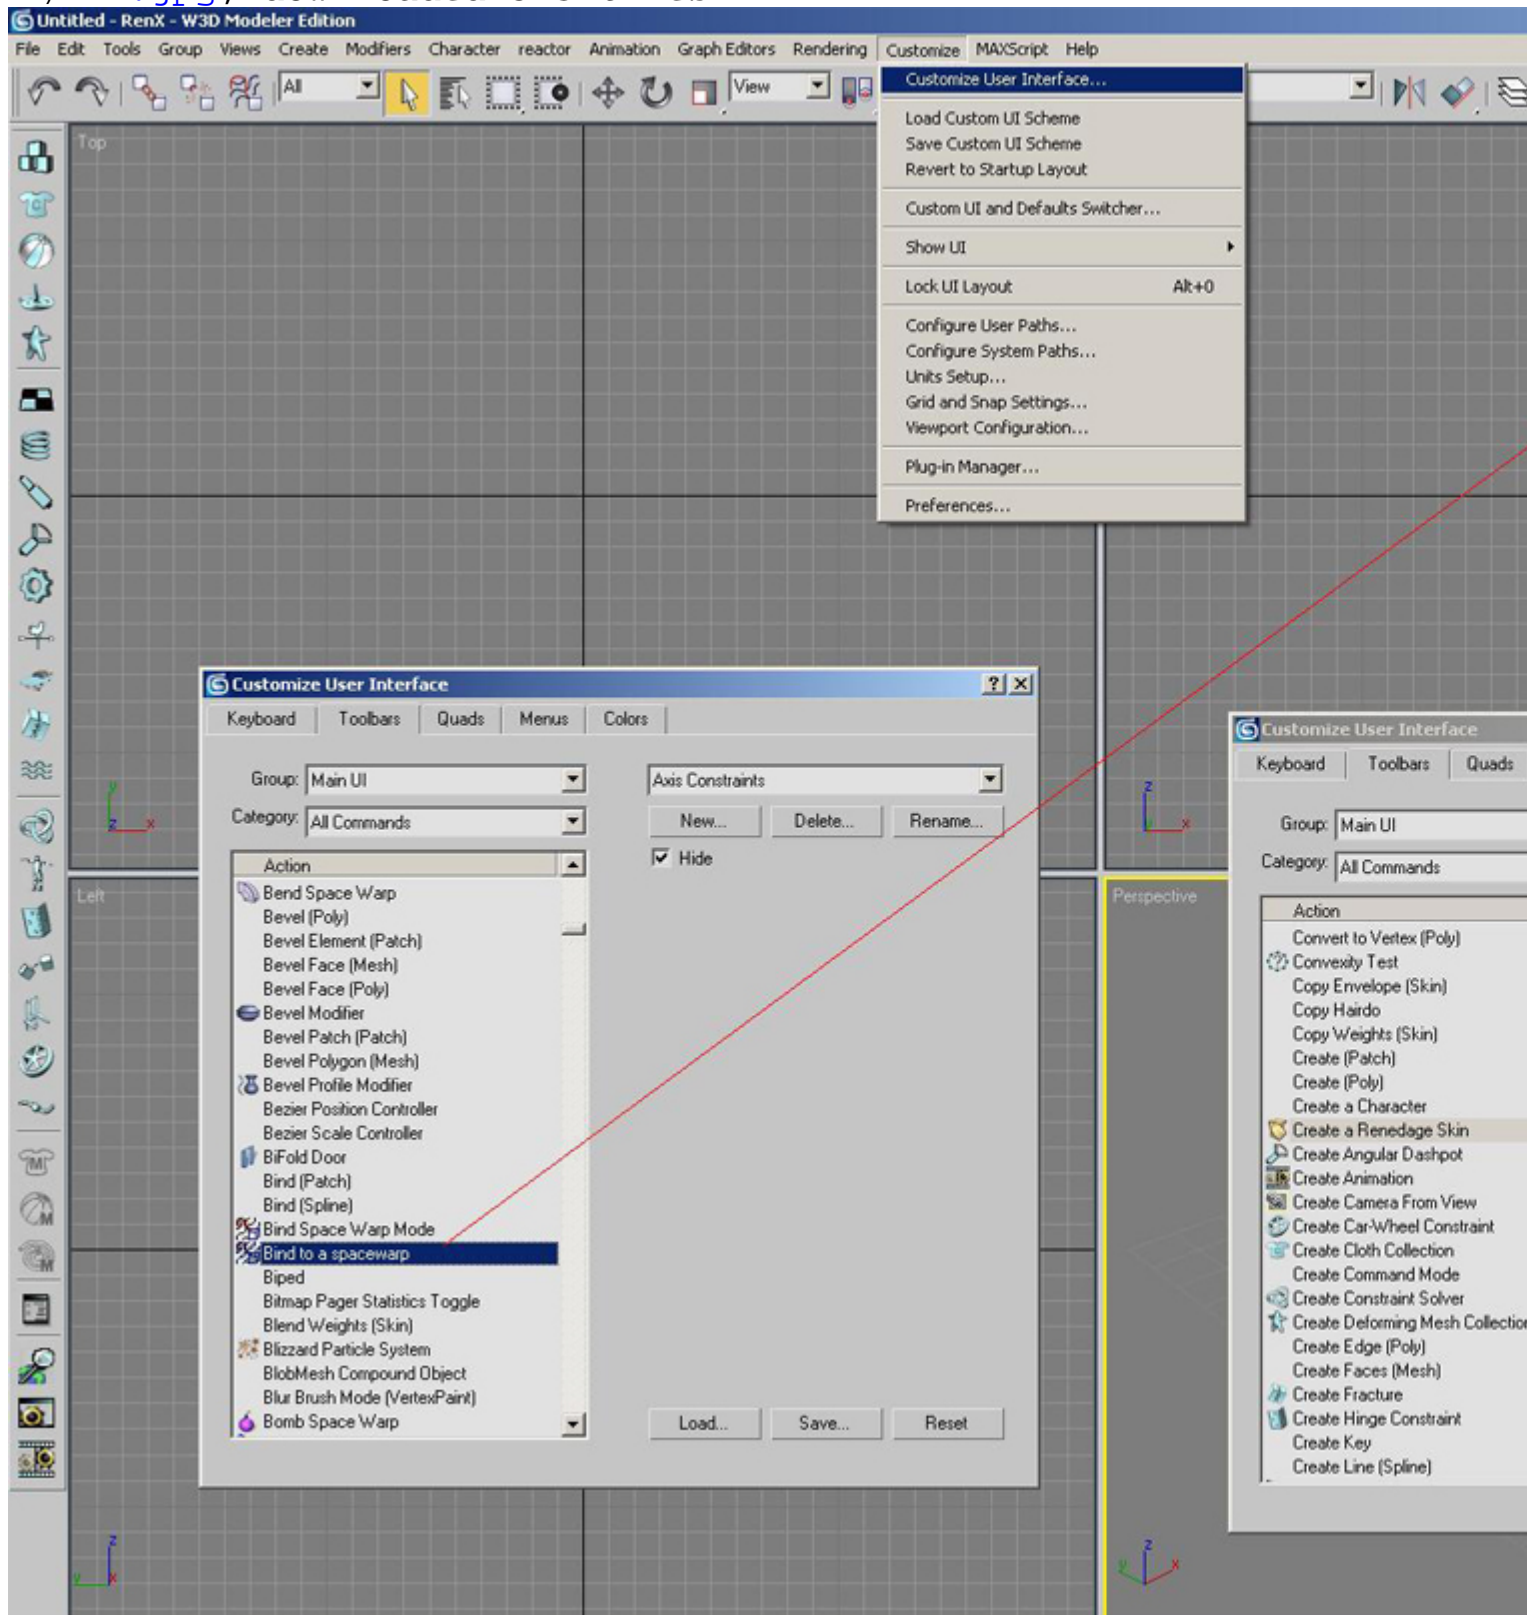 Untitled - RenX - W3D Modeler Edition
File Edit Tools Group Views Create Modifiers Character reactor Animation Graph Editors Rendering Customize MAXScript Help
All
View
Customize User Interface...
Load Custom UI Scheme
Save Custom UI Scheme
Revert to Startup Layout
Custom UI and Defaults Switcher...
Show UI
Lock UI Layout Alt+0
Configure User Paths...
Configure System Paths...
Units Setup...
Grid and Snap Settings...
Viewport Configuration...
Plug-in Manager...
Preferences...
Top
Left
Perspective
Customize User Interface
Keyboard Toolbars Quads Menus Colors
Group: Main UI
Axis Constraints
Category: All Commands
New... Delete... Rename...
Hide
Action
Bend Space Warp
Bevel (Poly)
Bevel Element (Patch)
Bevel Face (Mesh)
Bevel Face (Poly)
Bevel Modifier
Bevel Patch (Patch)
Bevel Polygon (Mesh)
Bevel Profile Modifier
Bezier Position Controller
Bezier Scale Controller
BiFold Door
Bind (Patch)
Bind (Spline)
Bind Space Warp Mode
Bind to a spacewarp
Biped
Bitmap Pager Statistics Toggle
Blend Weights (Skin)
Blizzard Particle System
BlobMesh Compound Object
Blur Brush Mode (VertexPaint)
Bomb Space Warp
Load... Save... Reset
Customize User Interface
Keyboard Toolbars Quads
Group: Main UI
Category: All Commands
Action
Convert to Vertex (Poly)
Convexity Test
Copy Envelope (Skin)
Copy Hairdo
Copy Weights (Skin)
Create (Patch)
Create (Poly)
Create a Character
Create a Renedage Skin
Create Angular Dashpot
Create Animation
Create Camera From View
Create Car-Wheel Constraint
Create Cloth Collection
Create Command Mode
Create Constraint Solver
Create Deforming Mesh Collection
Create Edge (Poly)
Create Faces (Mesh)
Create Fracture
Create Hinge Constraint
Create Key
Create Line (Spline)
y
z x
z
y x
z
y x
z
y x